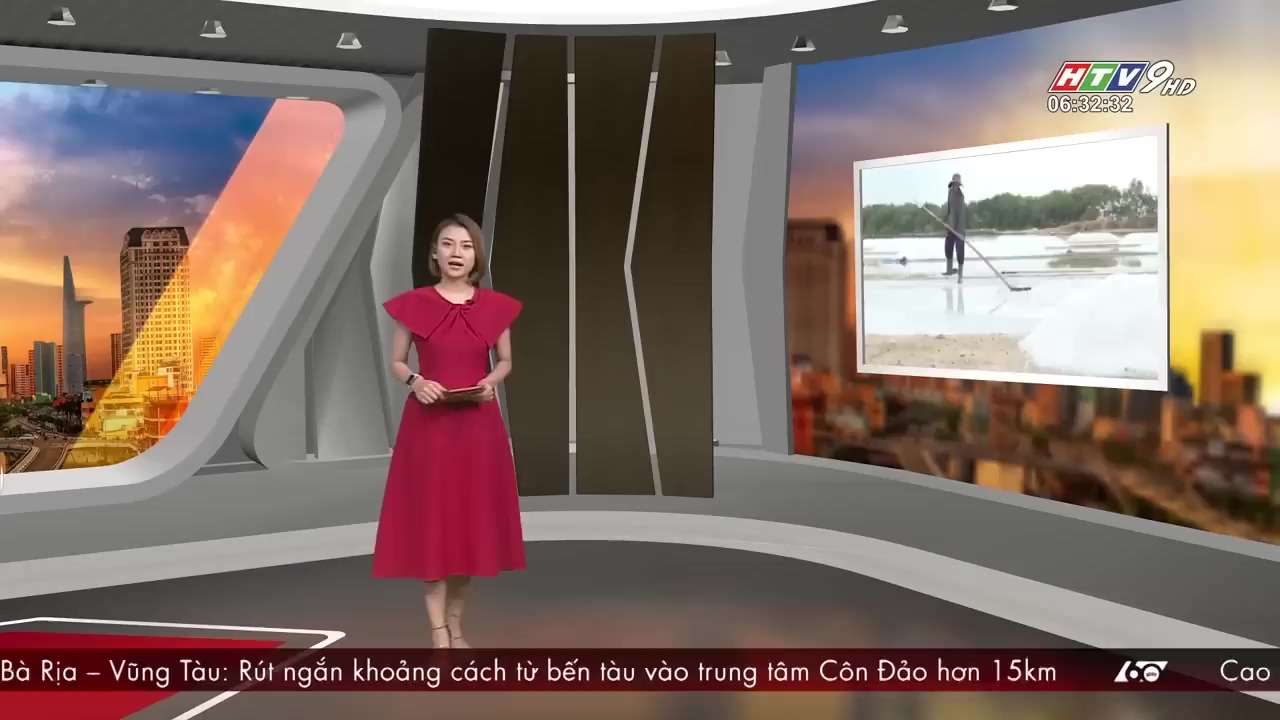 HTV9HD
06:32:32
Bà Rịa – Vũng Tàu: Rút ngắn khoảng cách từ bến tàu vào trung tâm Côn Đảo hơn 15km
60 Cao